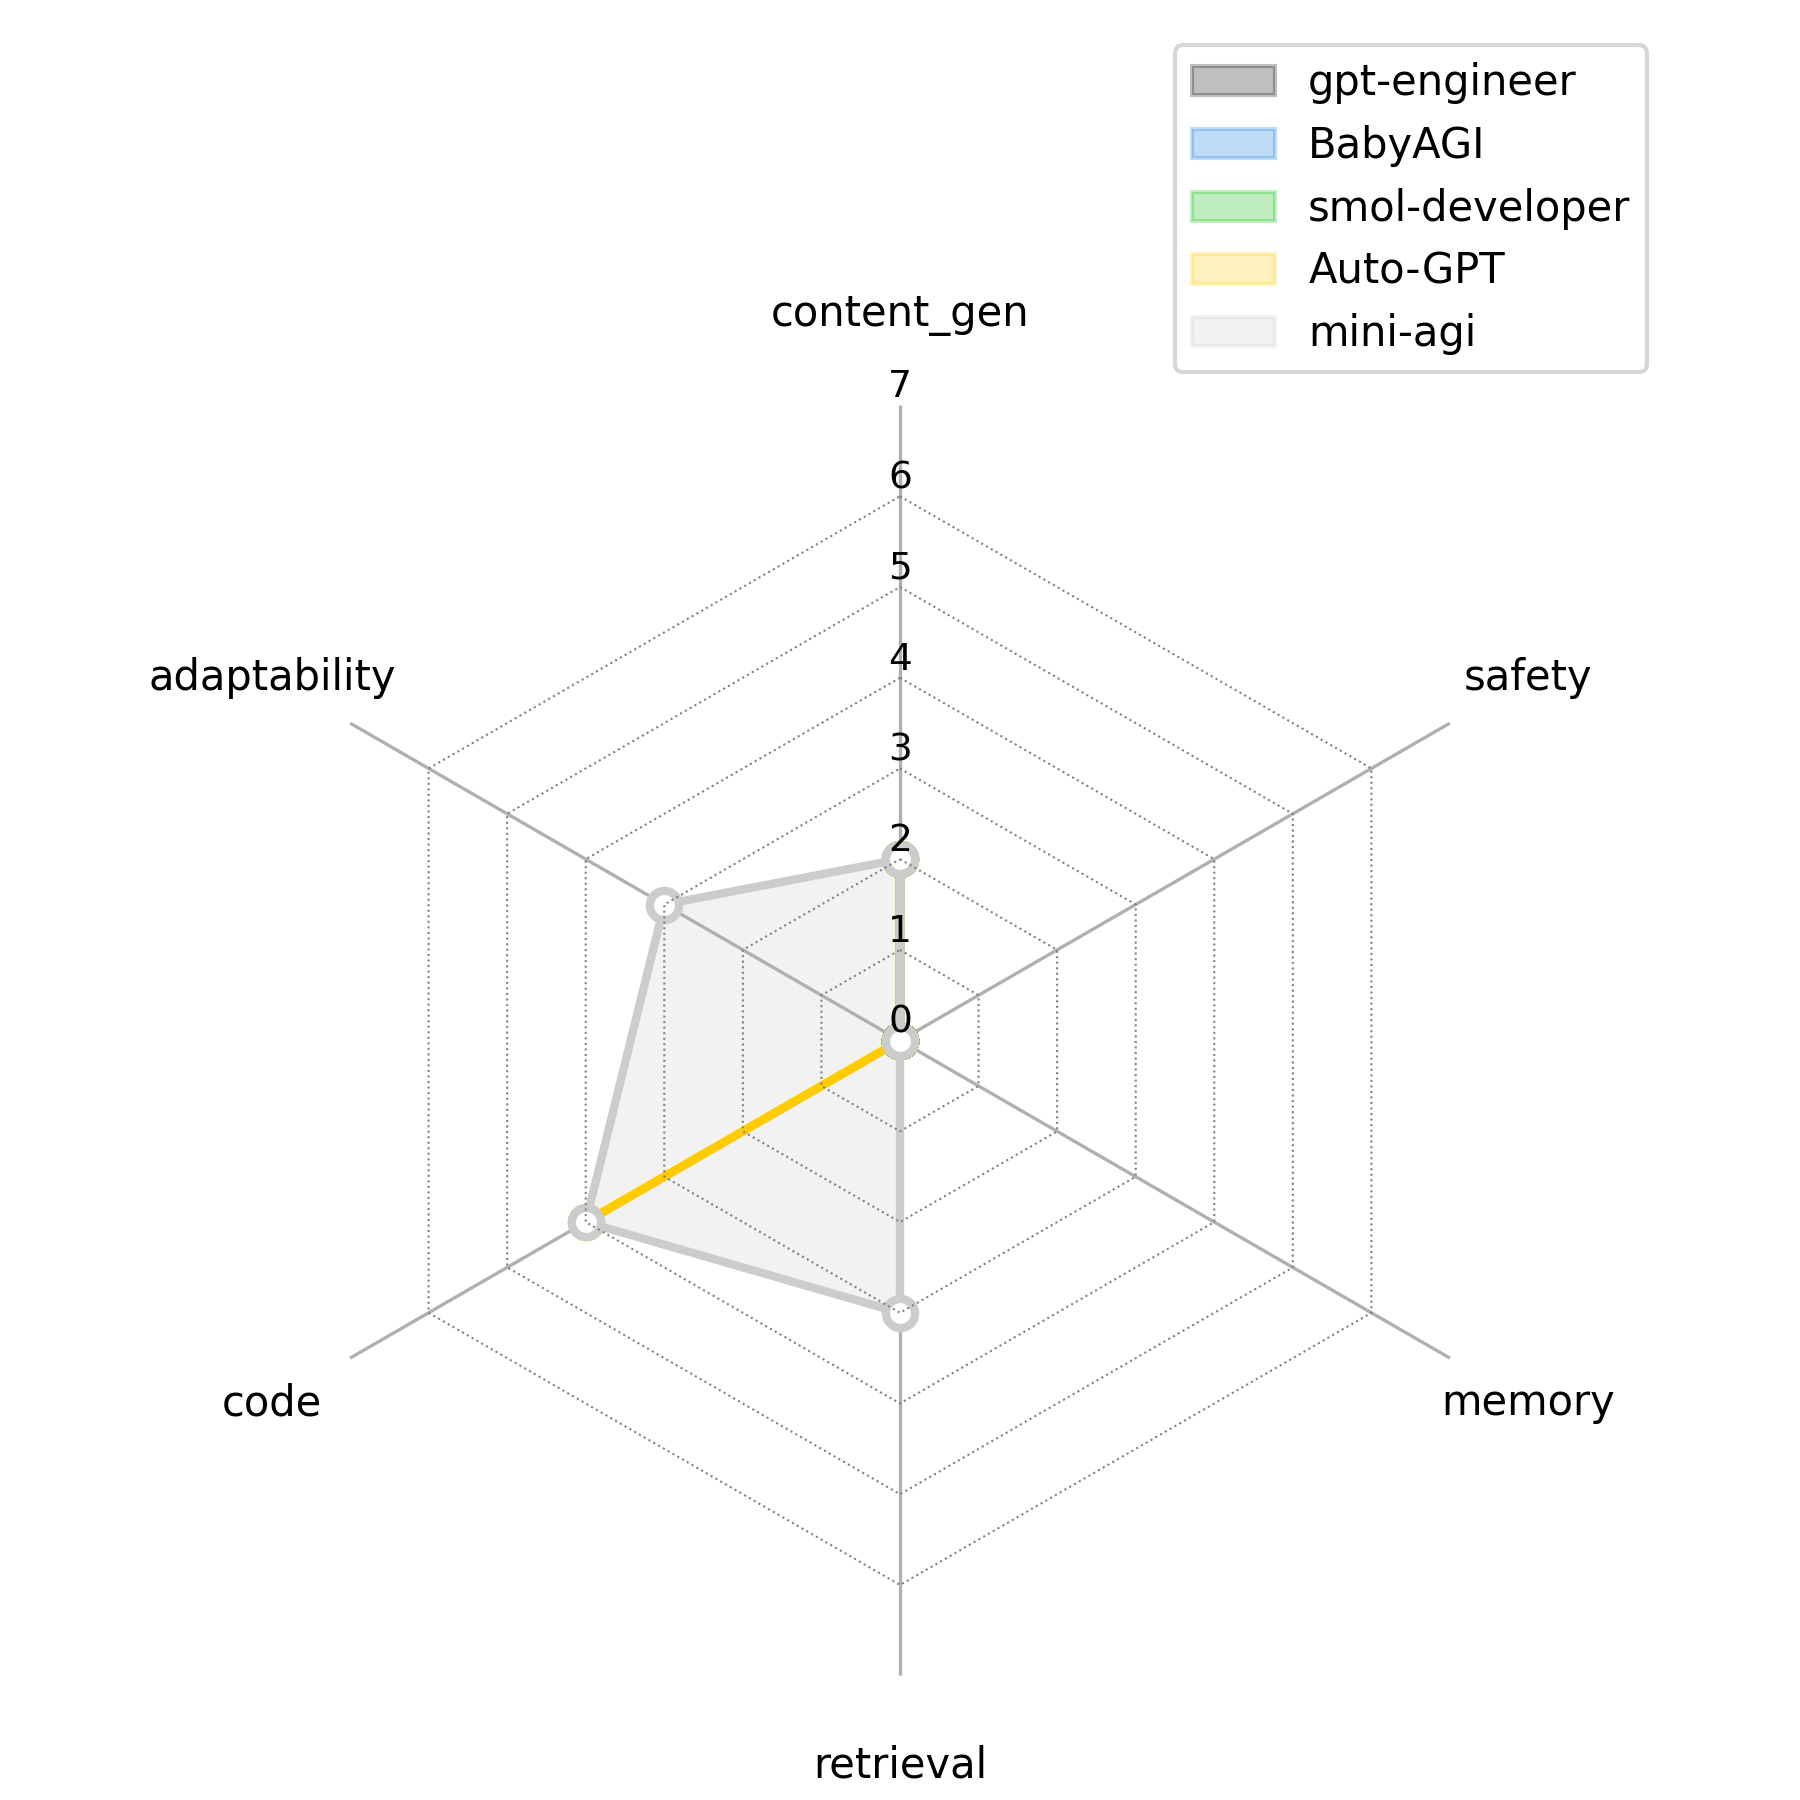 gpt-engineer
BabyAGI
smol-developer
Auto-GPT
mini-agi
content_gen
7
6
5
4
3
2
1
0
adaptability
safety
code
memory
retrieval